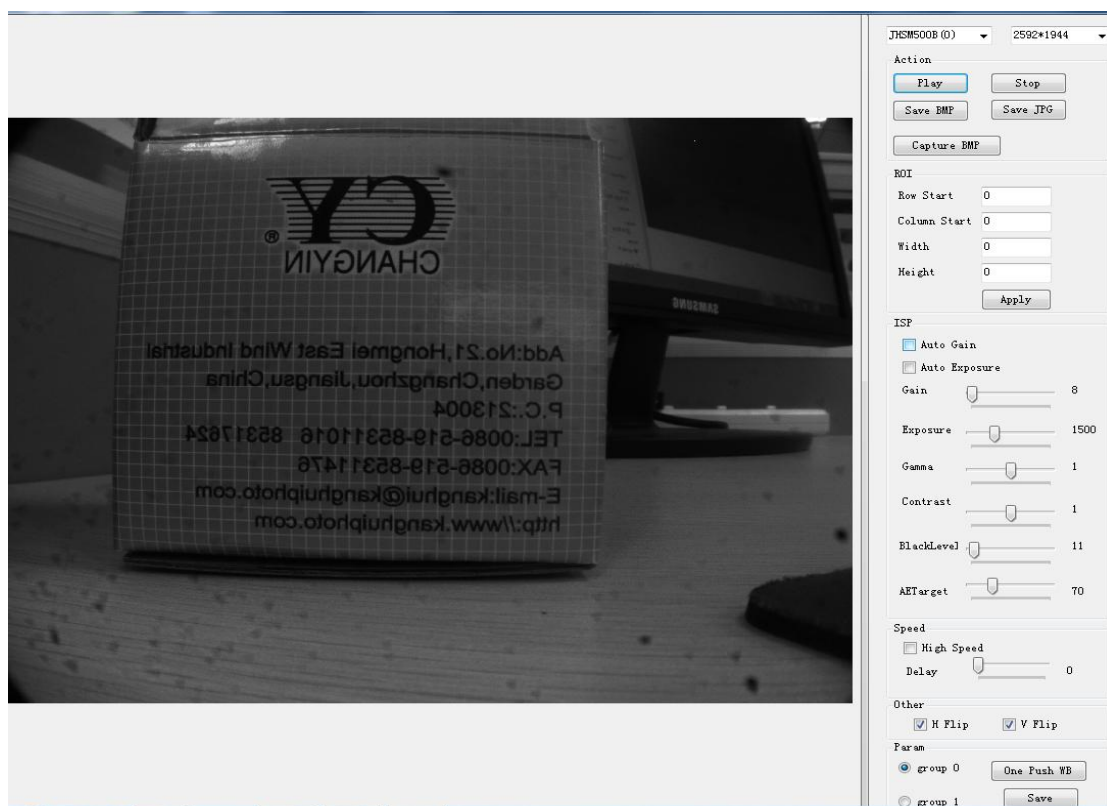 JHSM500B(0)
2592*1944
Action
Play
Stop
Save BMP
Save JPG
Capture BMP
ROI
Row Start 0
Column Start 0
Width 0
Height 0
Apply
ISP
Auto Gain
Auto Exposure
Gain 8
Exposure 1500
Gamma 1
Contrast 1
BlackLevel 11
AETarget 70
Speed
High Speed
Delay 0
Other
H Flip
V Flip
Param
group 0
One Push WB
group 1
Save
CY
®
CHANGYIN
Add:No.21,Hongmei East Wind Industrial
Garden,Changzhou,Jiangsu,China
P.C.:213004
TEL:0086-519-85311016 85317624
FAX:0086-519-85311476
E-mail:kanghui@kanghuiphoto.com
http://www.kanghuiphoto.com
SAMSUNG